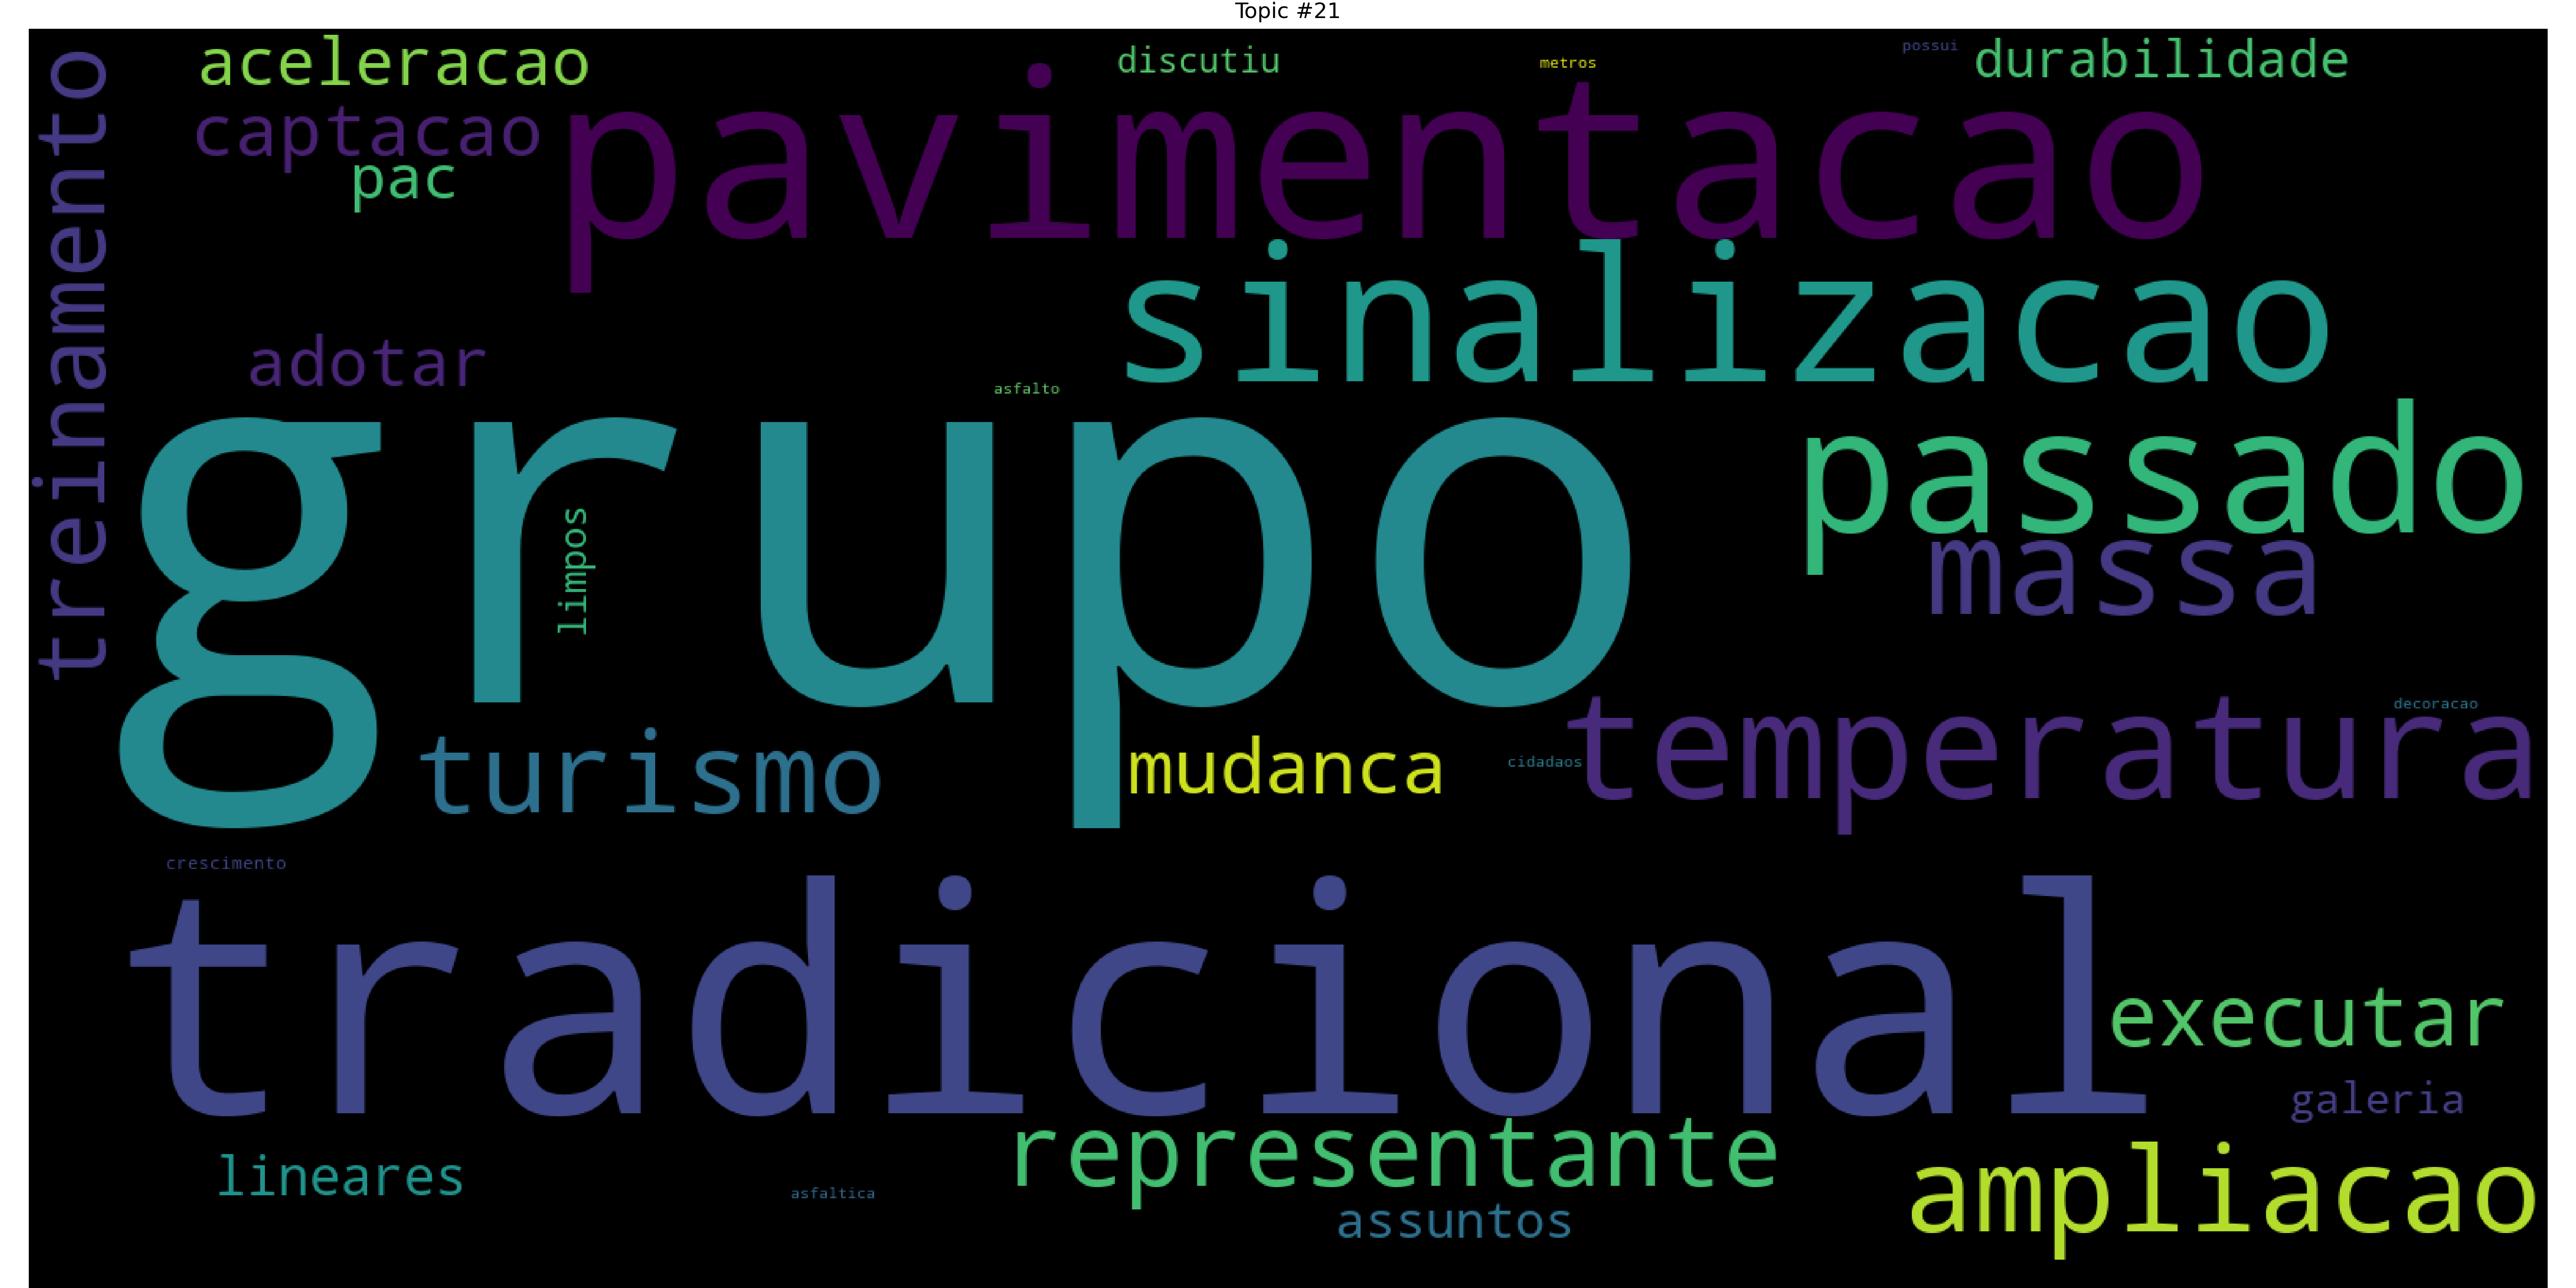 Topic #21
treinamento
aceleracao
discutiu
metros
possui
durabilidade
captacao
pac
pavimentacao
sinalizacao
adotar
asfalto
grupo
passado
limpos
massa
turismo
mudanca
cidadaos
temperatura
decoracao
crescimento
tradicional
executar
galeria
lineares
asfaltica
representante
assuntos
ampliacao